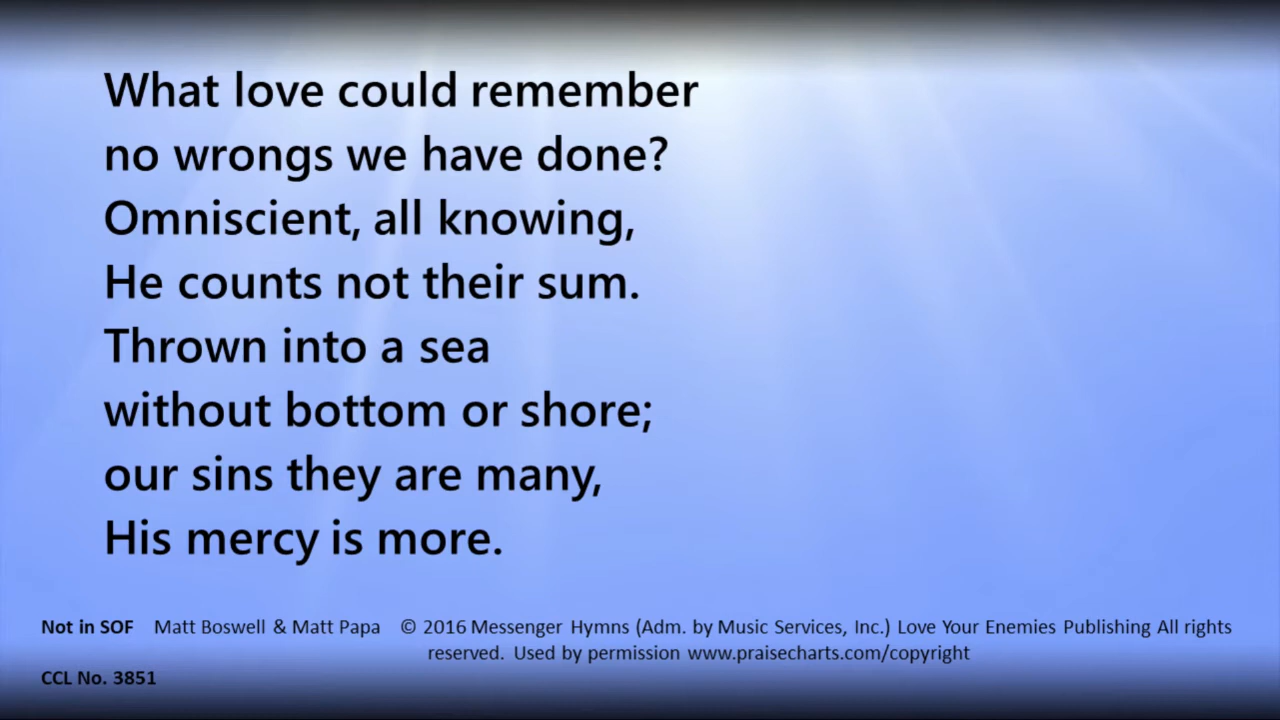 What love could remember
no wrongs we have done?
Omniscient, all knowing,
He counts not their sum.
Thrown into a sea
without bottom or shore;
our sins they are many,
His mercy is more.
Not in SOF Matt Boswell & Matt Papa © 2016 Messenger Hymns (Adm. by Music Services, Inc.) Love Your Enemies Publishing All rights
reserved. Used by permission www.praisecharts.com/copyright
CCL No. 3851